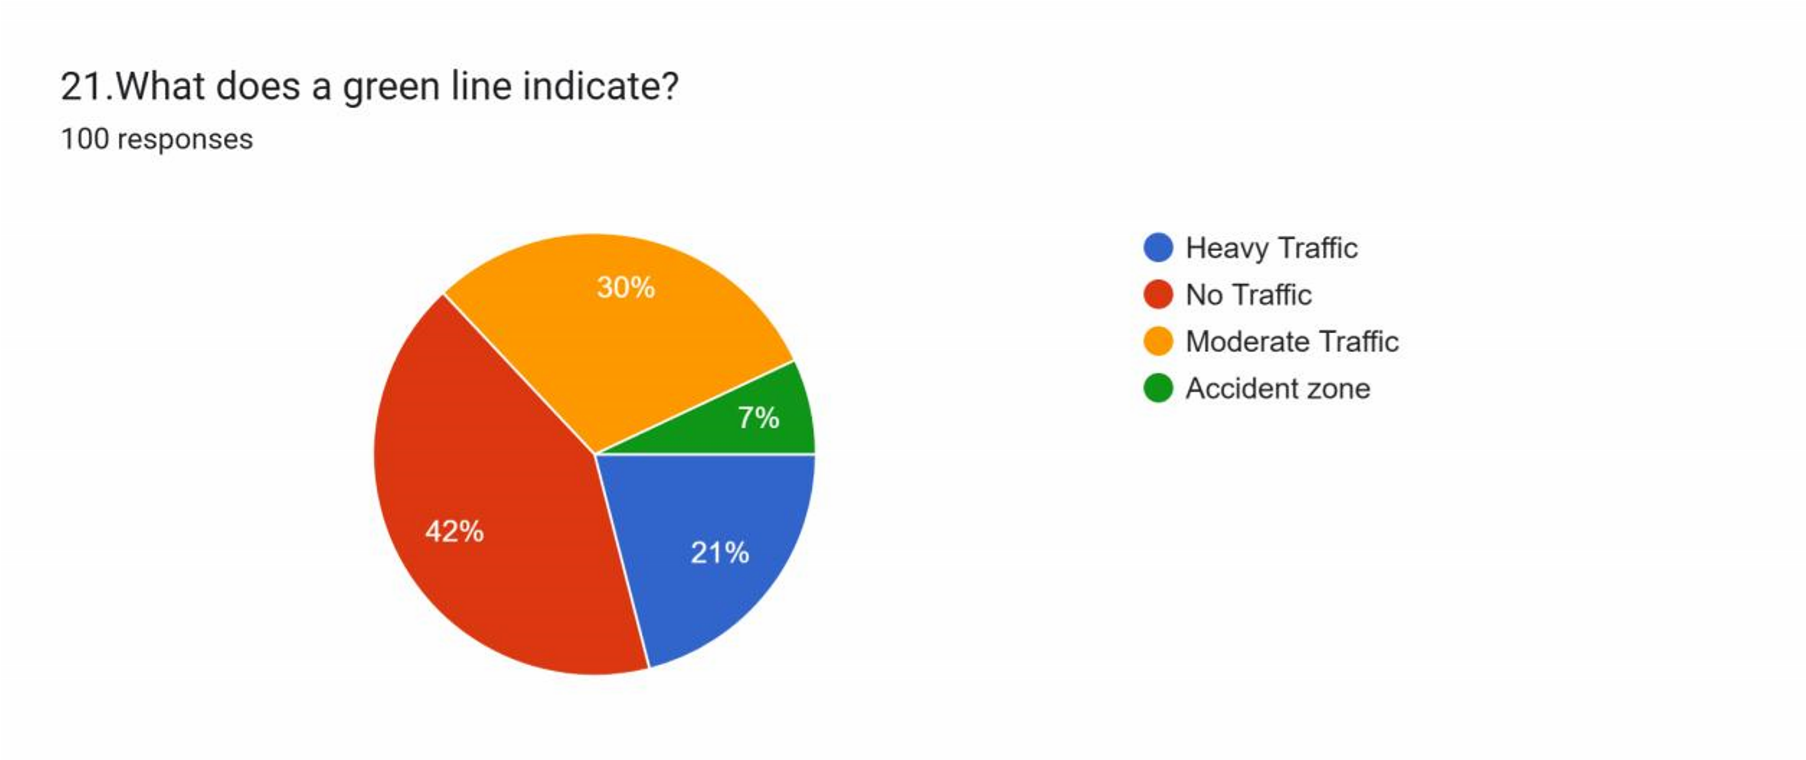 21.What does a green line indicate?
100 responses
30%
7%
42%
21%
Heavy Traffic
No Traffic
Moderate Traffic
Accident zone